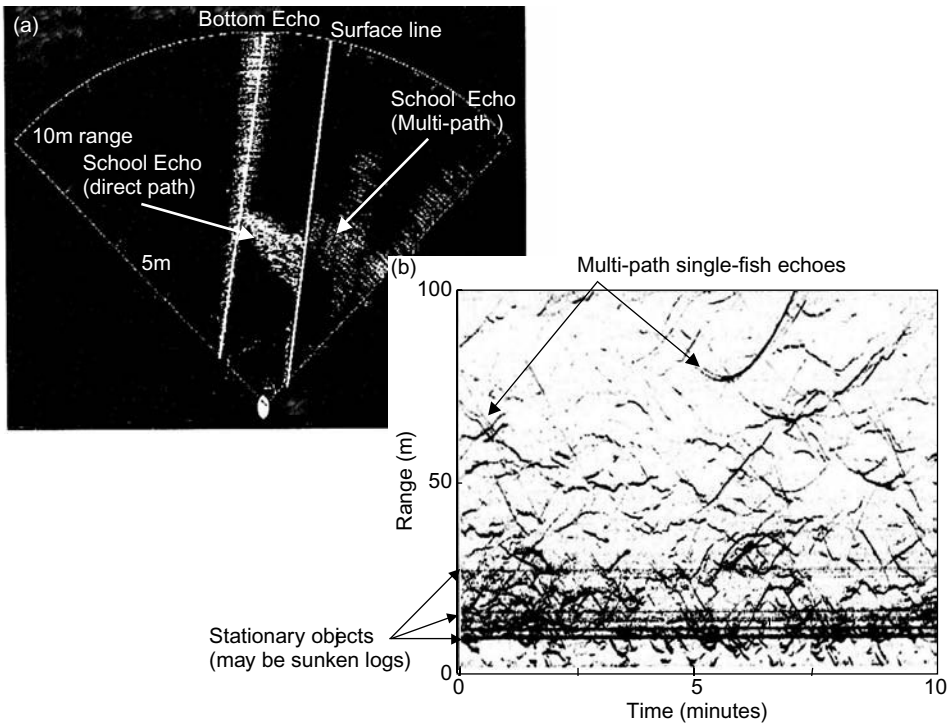 (a)
Bottom Echo
Surface line
School Echo
(Multi-path )
10m range
School Echo
(direct path)
5m
(b)
Multi-path single-fish echoes
100
50
0
Range (m)
Stationary objects
(may be sunken logs)
0
5
10
Time (minutes)